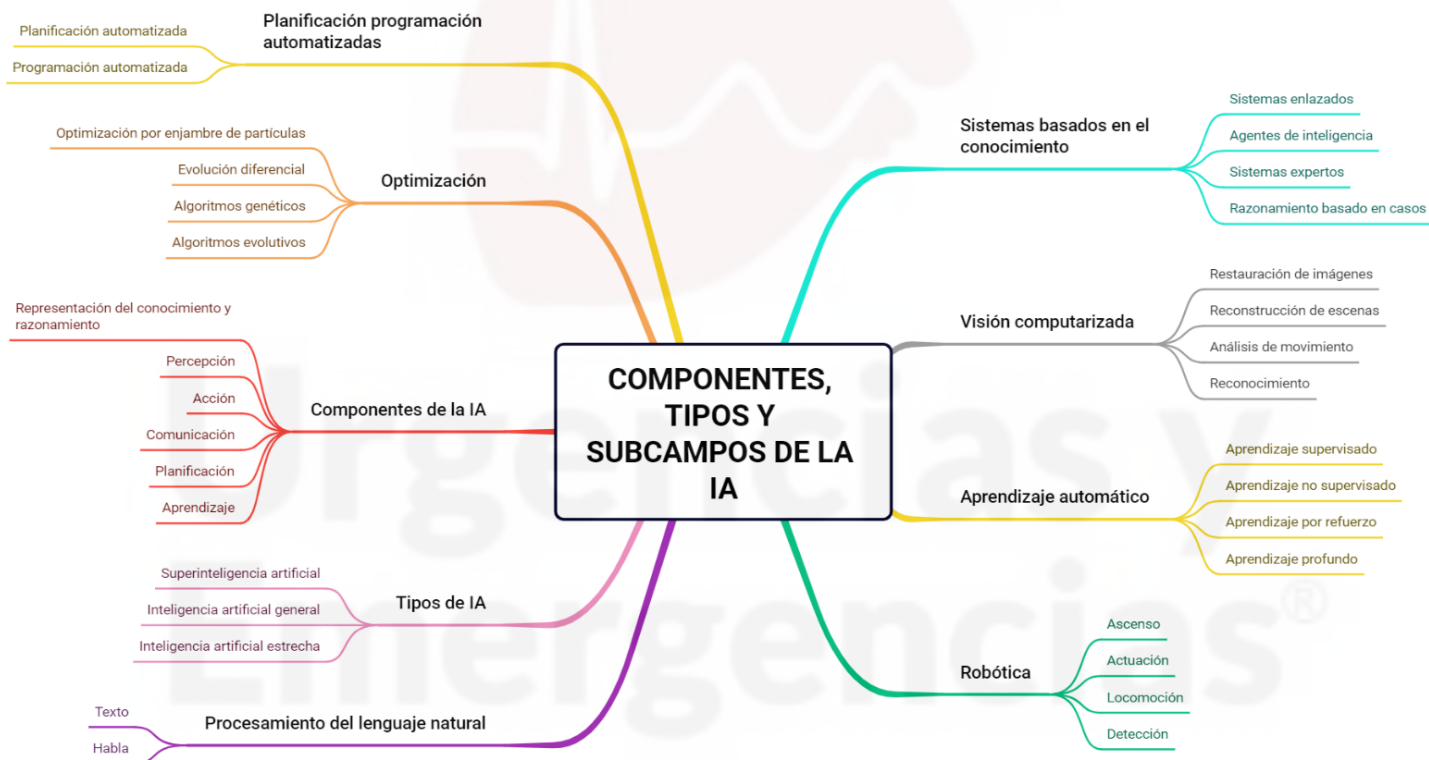 Planificación programación
automatizadas
Planificación automatizada
Programación automatizada
Optimización
Optimización por enjambre de partículas
Evolución diferencial
Algoritmos genéticos
Algoritmos evolutivos
Componentes de la IA
Representación del conocimiento y
razonamiento
Percepción
Acción
Comunicación
Planificación
Aprendizaje
Tipos de IA
Superinteligencia artificial
Inteligencia artificial general
Inteligencia artificial estrecha
Procesamiento del lenguaje natural
Texto
Habla
COMPONENTES,
TIPOS Y
SUBCAMPOS DE LA
IA
Sistemas basados en el
conocimiento
Sistemas enlazados
Agentes de inteligencia
Sistemas expertos
Razonamiento basado en casos
Visión computarizada
Restauración de imágenes
Reconstrucción de escenas
Análisis de movimiento
Reconocimiento
Aprendizaje automático
Aprendizaje supervisado
Aprendizaje no supervisado
Aprendizaje por refuerzo
Aprendizaje profundo
Robótica
Ascenso
Actuación
Locomoción
Detección
Urgencias y
Emergencias®